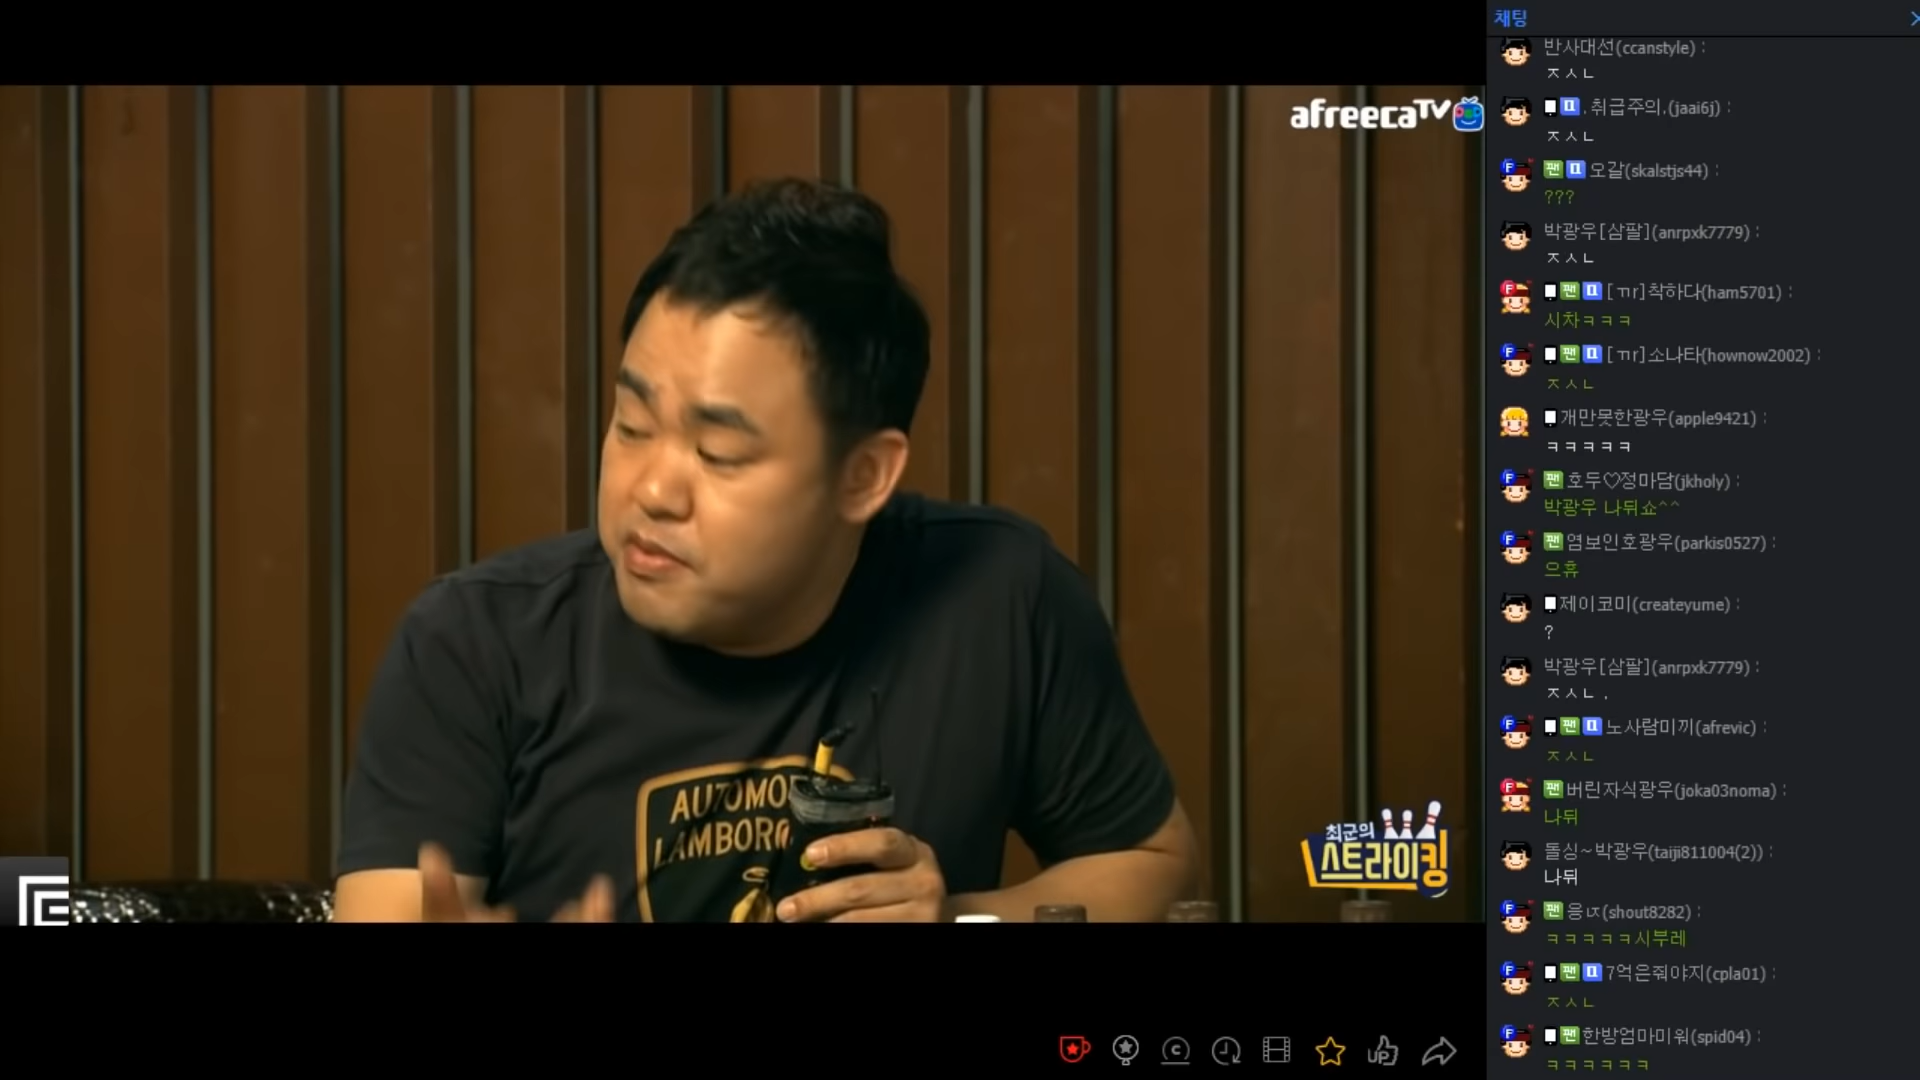 afreecaTV
AUTOMO
LAMBORG
최군의
스트라이킹
UP
채팅
반사대선(ccanstyle) :
ㅈㅅㄴ
.취급주의.(jaai6j) :
ㅈㅅㄴ
팬 오갈(skalstjs44) :
???
박광우[삼팔](anrpxk7779) :
ㅈㅅㄴ
팬 [ㄲr]착하다(ham5701) :
시차ㅋㅋㅋ
팬 [ㄲr]소나타(hownow2002) :
ㅈㅅㄴ
개만못한광우(apple9421) :
ㅋㅋㅋㅋㅋ
팬 호두♡정마담(jkholy) :
박광우 나뒤쇼^^
팬 염보인호광우(parkis0527) :
으휴
제이코미(createyume) :
?
박광우[삼팔](anrpxk7779) :
ㅈㅅㄴ .
팬 노사람미끼(afrevic) :
ㅈㅅㄴ
팬 버린자식광우(joka03noma) :
나뒤
돌싱~박광우(taiji811004(2)) :
나뒤
팬 응ㄵ(shout8282) :
ㅋㅋㅋㅋㅋ시부레
팬 7억은줘야지(cpla01) :
ㅈㅅㄴ
팬 한방엄마미워(spid04) :
ㅋㅋㅋㅋㅋㅋ